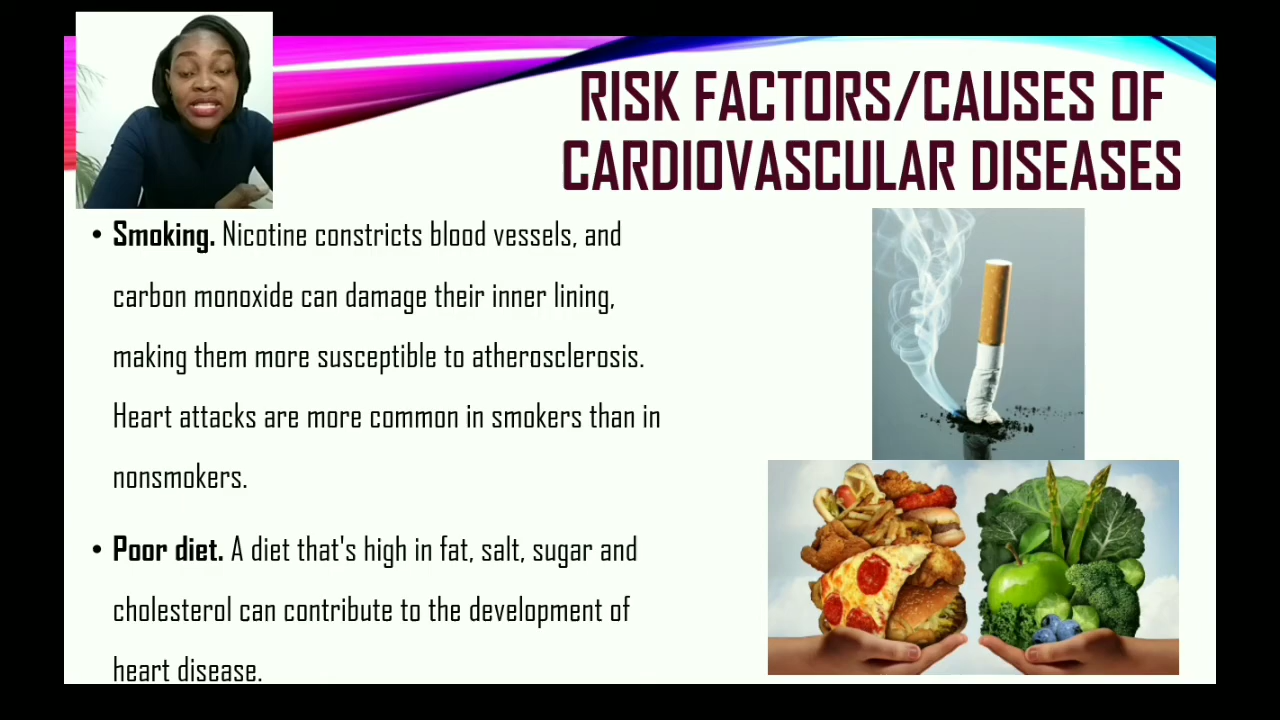 RISK FACTORS/CAUSES OF
CARDIOVASCULAR DISEASES
• Smoking. Nicotine constricts blood vessels, and
carbon monoxide can damage their inner lining,
making them more susceptible to atherosclerosis.
Heart attacks are more common in smokers than in
nonsmokers.
• Poor diet. A diet that's high in fat, salt, sugar and
cholesterol can contribute to the development of
heart disease.